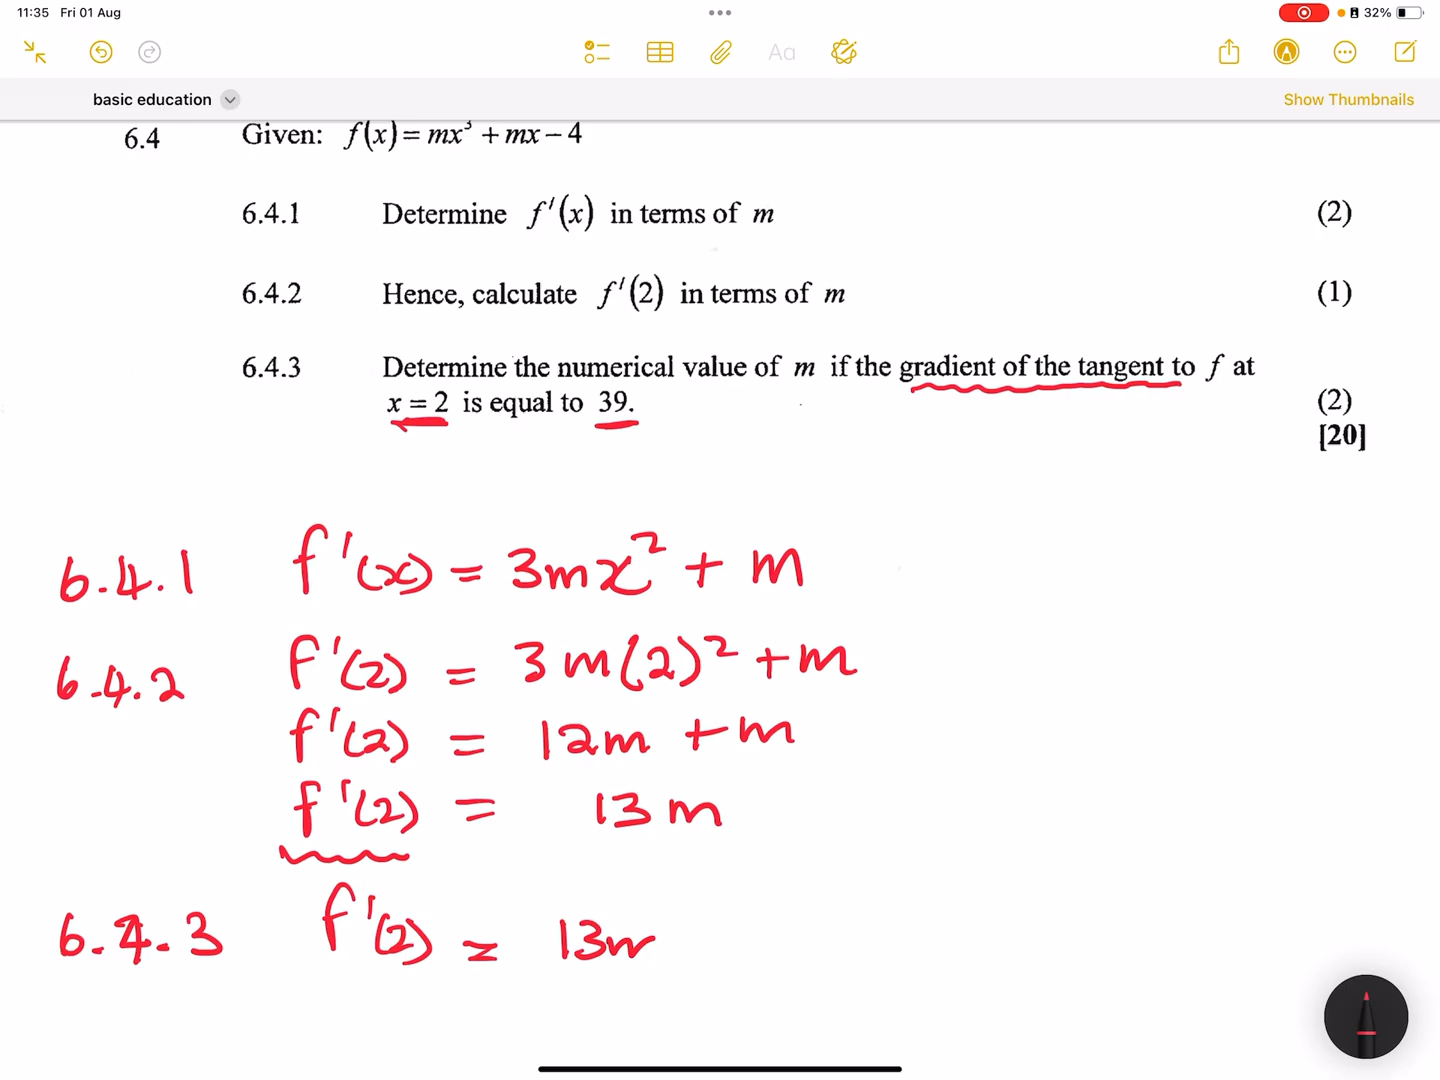 11:35 Fri 01 Aug 32%
Aa
basic education Show Thumbnails
6.4 Given: f(x) = mx³ + mx − 4
6.4.1 Determine f′(x) in terms of m (2)
6.4.2 Hence, calculate f′(2) in terms of m (1)
6.4.3 Determine the numerical value of m if the gradient of the tangent to f at
x = 2 is equal to 39. (2)
[20]
6.4.1 f'(x) = 3mx² + m
6.4.2 f'(2) = 3m(2)² + m
f'(2) = 12m + m
f'(2) = 13m
6.4.3 f'(2) = 13m